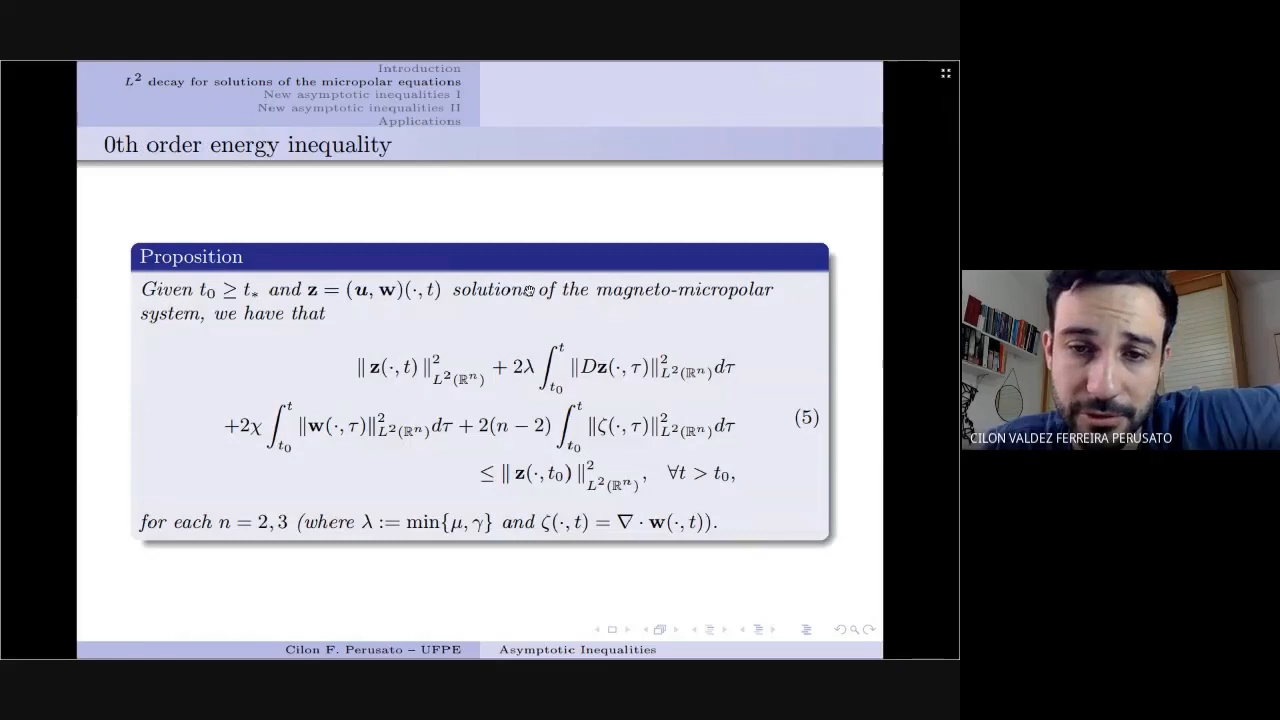 Introduction
L² decay for solutions of the micropolar equations
New asymptotic inequalities I
New asymptotic inequalities II
Applications
0th order energy inequality
Proposition
Given t₀ ≥ t∗ and z = (u, w)(·, t) solutions of the magneto-micropolar
system, we have that
‖ z(·, t) ‖²_{L²(ℝⁿ)} + 2λ ∫_{t₀}^{t} ‖Dz(·, τ)‖²_{L²(ℝⁿ)} dτ
+2χ ∫_{t₀}^{t} ‖w(·, τ)‖²_{L²(ℝⁿ)} dτ + 2(n − 2) ∫_{t₀}^{t} ‖ζ(·, τ)‖²_{L²(ℝⁿ)} dτ (5)
≤ ‖ z(·, t₀) ‖²_{L²(ℝⁿ)}, ∀t > t₀,
for each n = 2, 3 (where λ := min{μ, γ} and ζ(·, t) = ∇ · w(·, t)).
Cilon F. Perusato – UFPE Asymptotic Inequalities
CILON VALDEZ FERREIRA PERUSATO